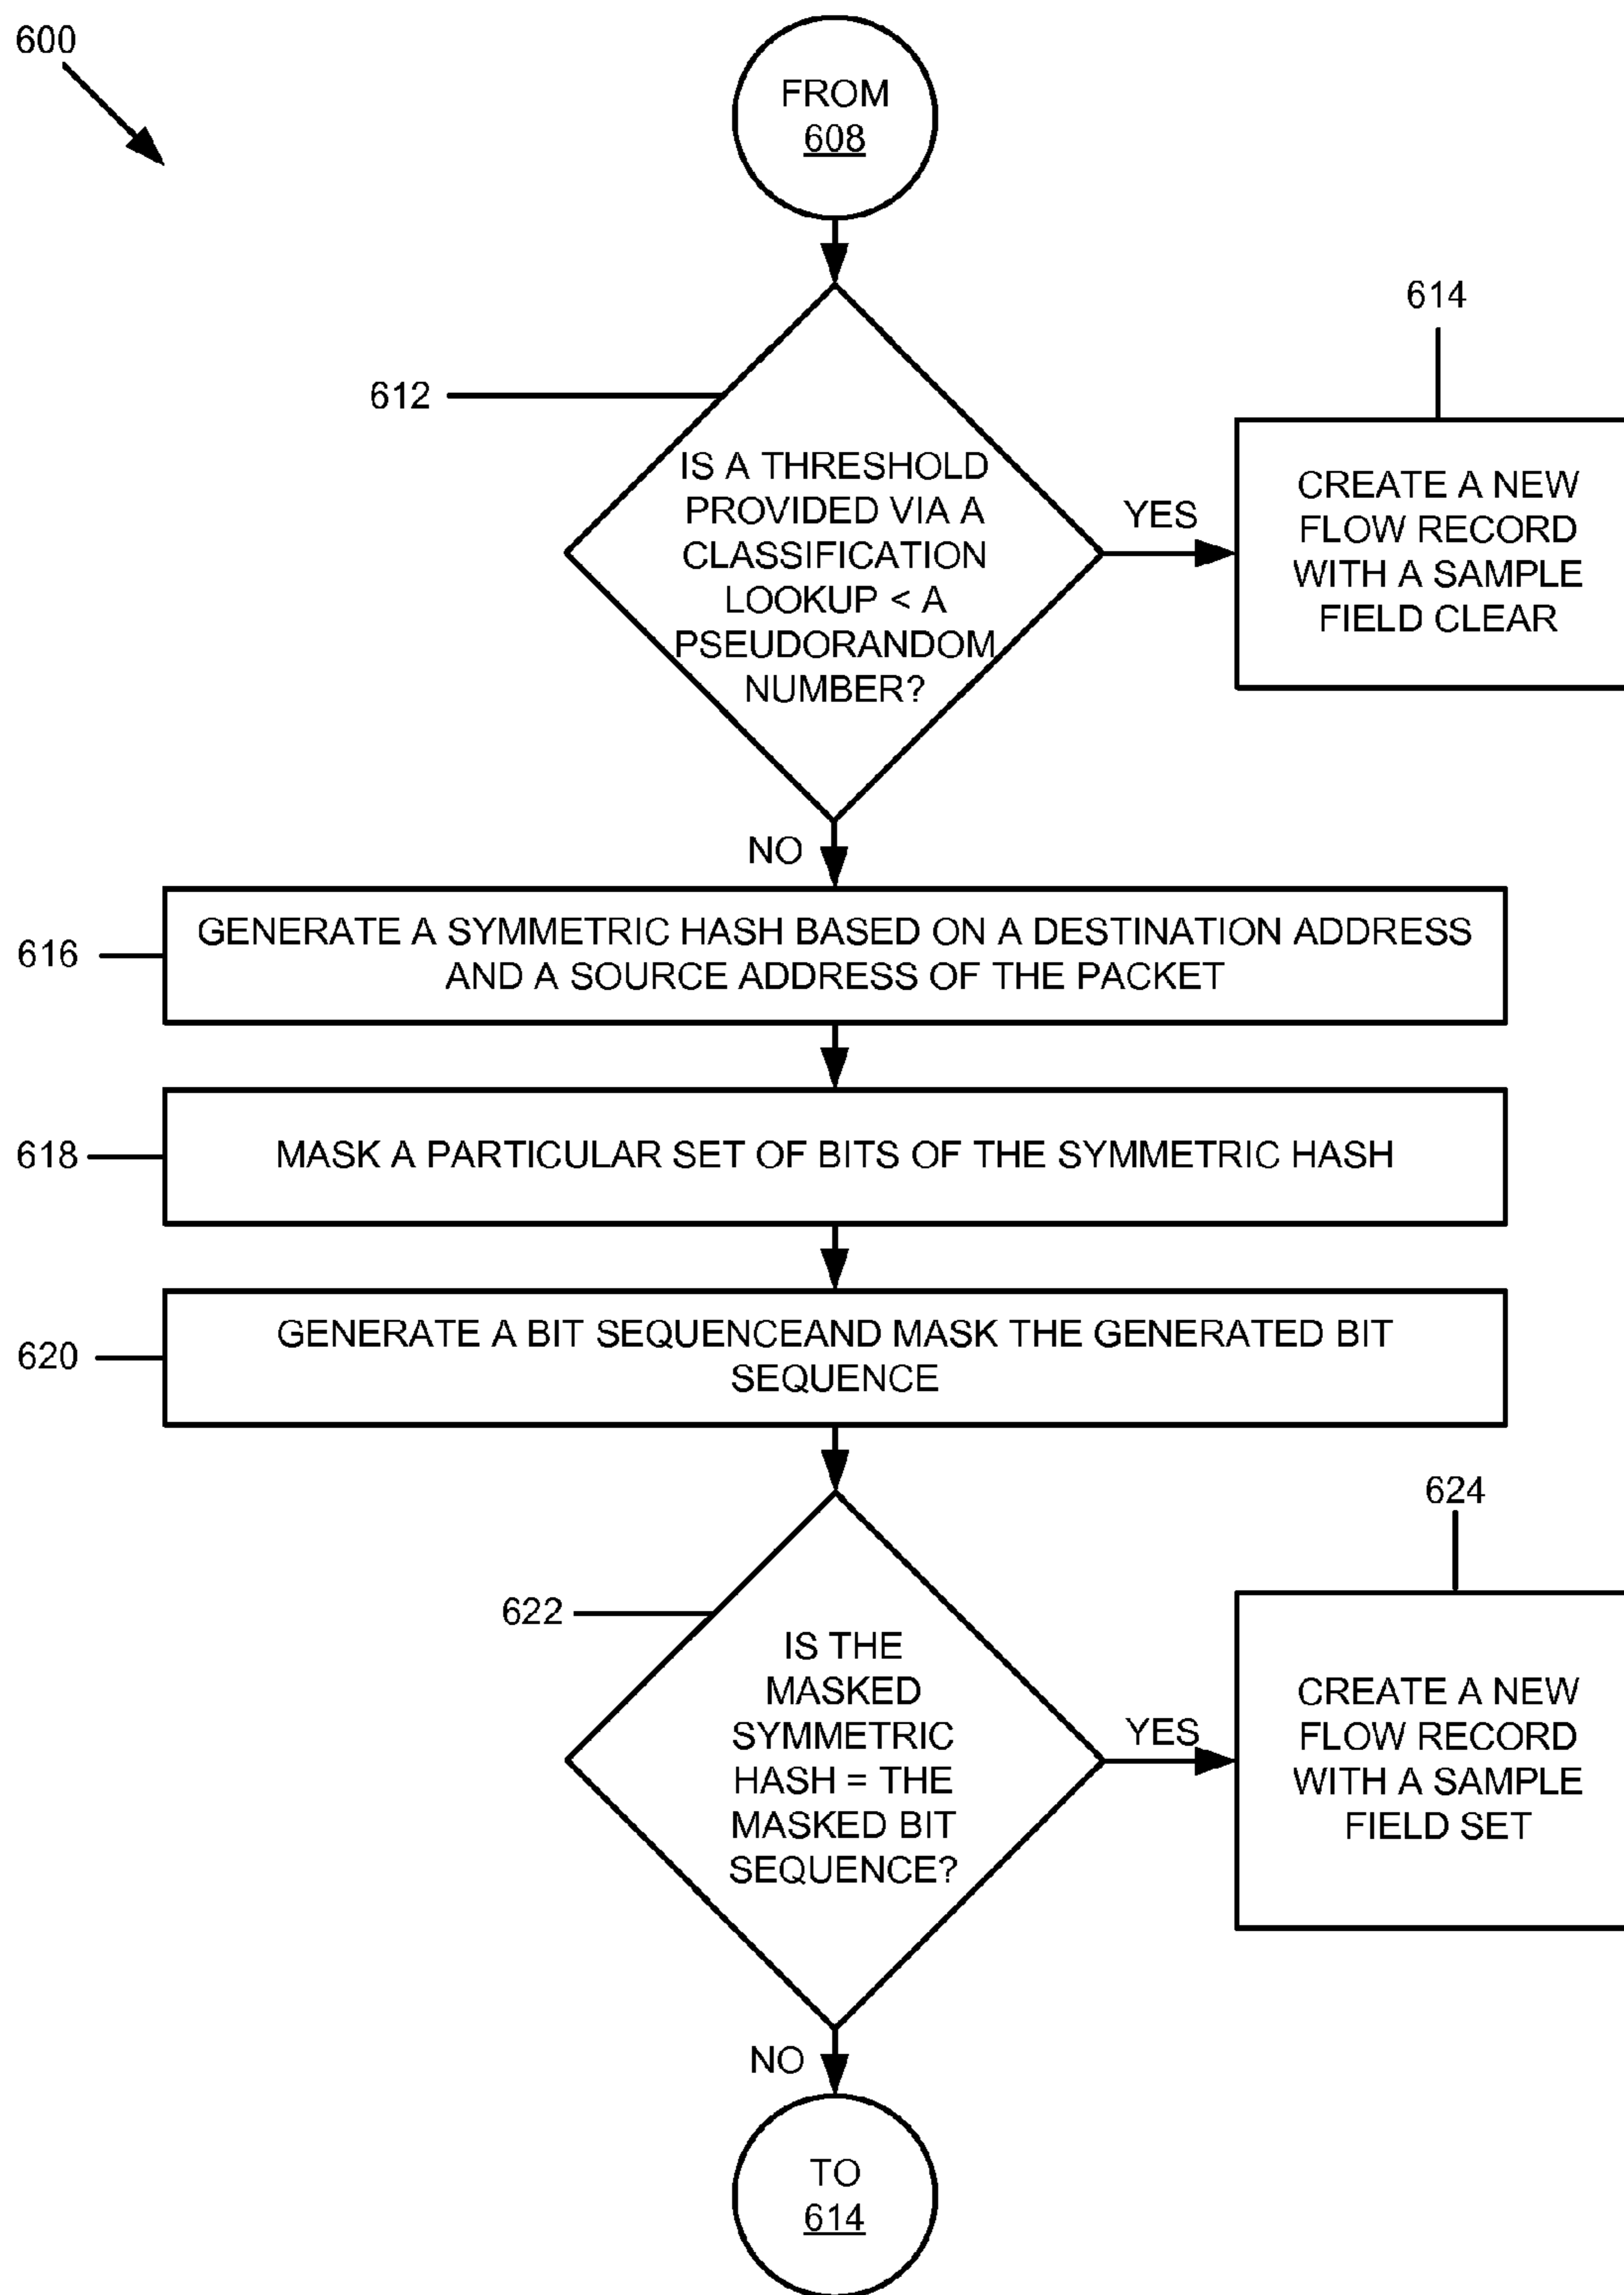 600
FROM
608
614
612
IS A THRESHOLD
PROVIDED VIA A
CLASSIFICATION
LOOKUP < A
PSEUDORANDOM
NUMBER?
YES
CREATE A NEW
FLOW RECORD
WITH A SAMPLE
FIELD CLEAR
NO
616
GENERATE A SYMMETRIC HASH BASED ON A DESTINATION ADDRESS
AND A SOURCE ADDRESS OF THE PACKET
618
MASK A PARTICULAR SET OF BITS OF THE SYMMETRIC HASH
620
GENERATE A BIT SEQUENCEAND MASK THE GENERATED BIT
SEQUENCE
624
622
IS THE
MASKED
SYMMETRIC
HASH = THE
MASKED BIT
SEQUENCE?
YES
CREATE A NEW
FLOW RECORD
WITH A SAMPLE
FIELD SET
NO
TO
614